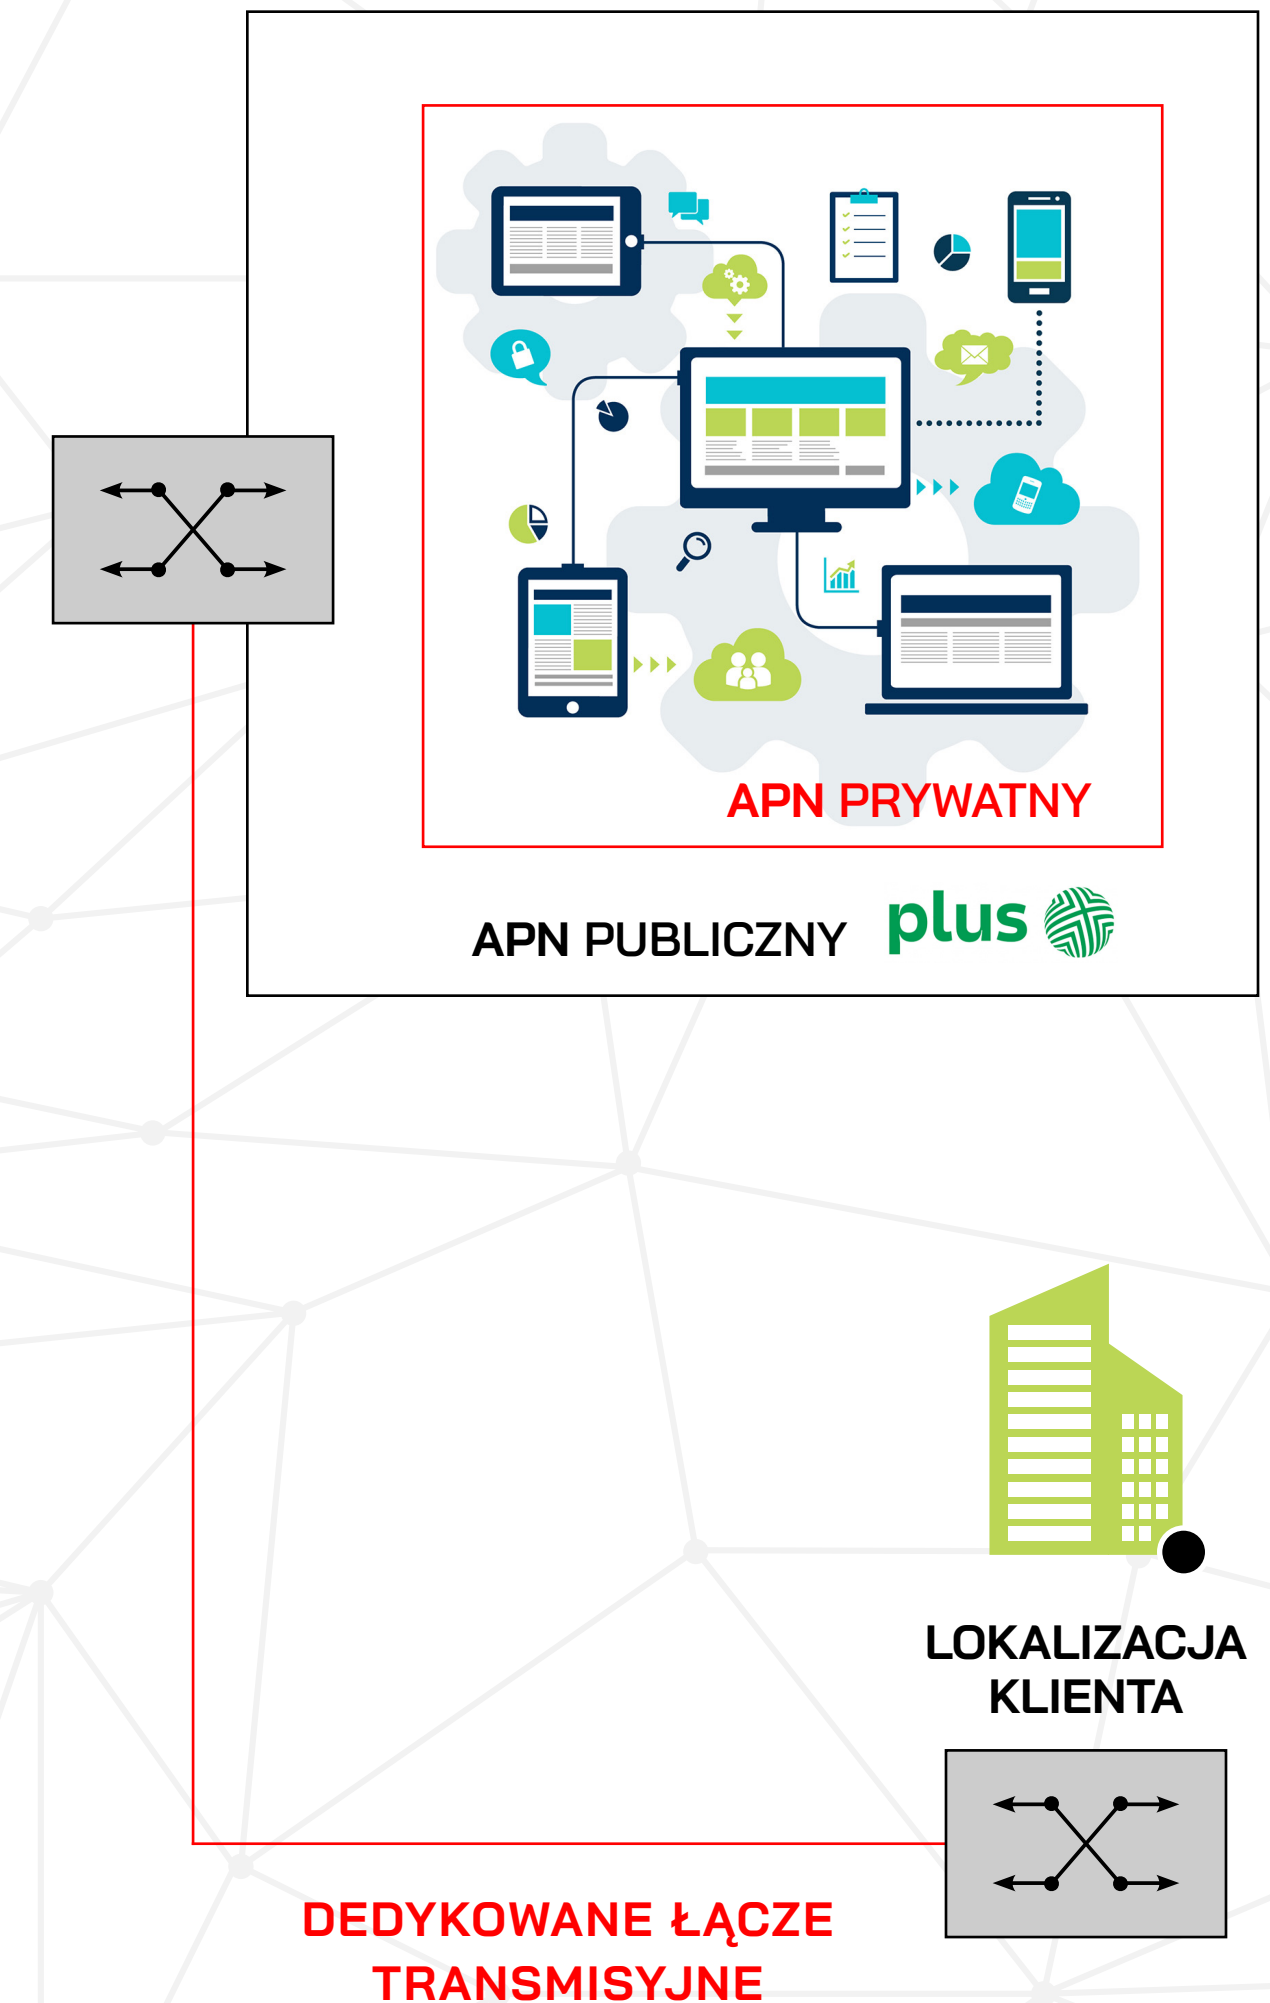 APN PRYWATNY
APN PUBLICZNY
plus
LOKALIZACJA
KLIENTA
DEDYKOWANE ŁĄCZE
TRANSMISYJNE